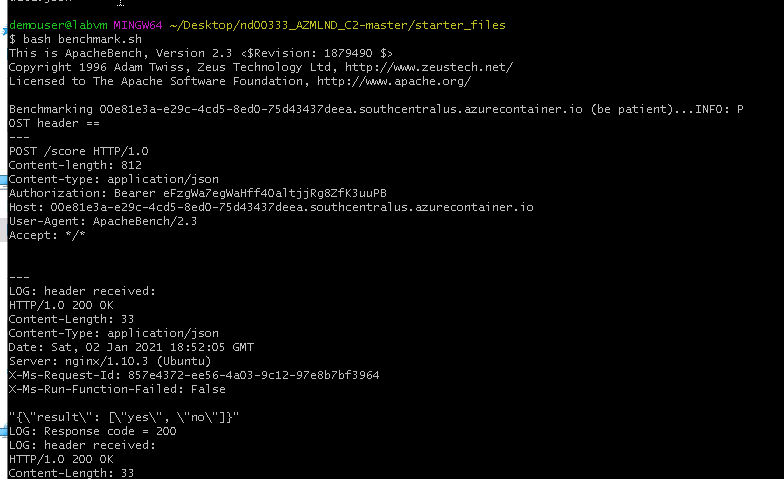 demouser@labvm MINGW64 ~/Desktop/nd00333_AZMLND_C2-master/starter_files
$ bash benchmark.sh
This is ApacheBench, Version 2.3 <$Revision: 1879490 $>
Copyright 1996 Adam Twiss, Zeus Technology Ltd, http://www.zeustech.net/
Licensed to The Apache Software Foundation, http://www.apache.org/
Benchmarking 00e81e3a-e29c-4cd5-8ed0-75d43437deea.southcentralus.azurecontainer.io (be patient)...INFO: P
OST header ==
---
POST /score HTTP/1.0
Content-length: 812
Content-type: application/json
Authorization: Bearer eFzgWa7egWaHff40altjjRg8ZfK3uuPB
Host: 00e81e3a-e29c-4cd5-8ed0-75d43437deea.southcentralus.azurecontainer.io
User-Agent: ApacheBench/2.3
Accept: */*
---
LOG: header received:
HTTP/1.0 200 OK
Content-Length: 33
Content-Type: application/json
Date: Sat, 02 Jan 2021 18:52:05 GMT
Server: nginx/1.10.3 (Ubuntu)
X-Ms-Request-Id: 857e4372-ee56-4a03-9c12-97e8b7bf3964
X-Ms-Run-Function-Failed: False
"{\"result\": [\"yes\", \"no\"]}"
LOG: Response code = 200
LOG: header received:
HTTP/1.0 200 OK
Content-Length: 33